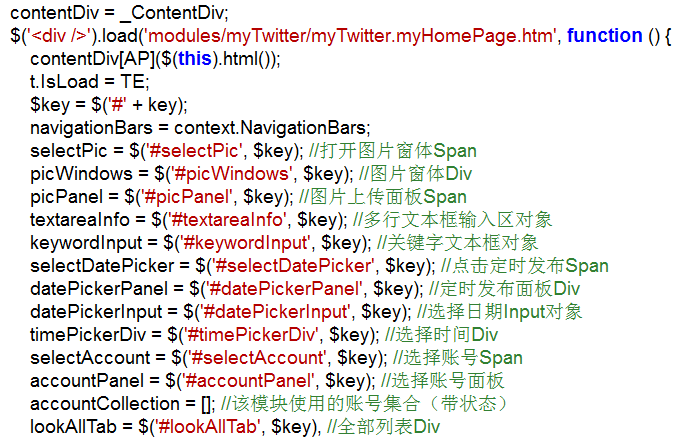 contentDiv = _ContentDiv;
$('<div />').load('modules/myTwitter/myTwitter.myHomePage.htm', function () {
contentDiv[AP]($(this).html());
t.IsLoad = TE;
$key = $('#' + key);
navigationBars = context.NavigationBars;
selectPic = $('#selectPic', $key); //打开图片窗体Span
picWindows = $('#picWindows', $key); //图片窗体Div
picPanel = $('#picPanel', $key); //图片上传面板Span
textareaInfo = $('#textareaInfo', $key); //多行文本框输入区对象
keywordInput = $('#keywordInput', $key); //关键字文本框对象
selectDatePicker = $('#selectDatePicker', $key); //点击定时发布Span
datePickerPanel = $('#datePickerPanel', $key); //定时发布面板Div
datePickerInput = $('#datePickerInput', $key); //选择日期Input对象
timePickerDiv = $('#timePickerDiv', $key); //选择时间Div
selectAccount = $('#selectAccount', $key); //选择账号Span
accountPanel = $('#accountPanel', $key); //选择账号面板
accountCollection = []; //该模块使用的账号集合（带状态）
lookAllTab = $('#lookAllTab', $key), //全部列表Div